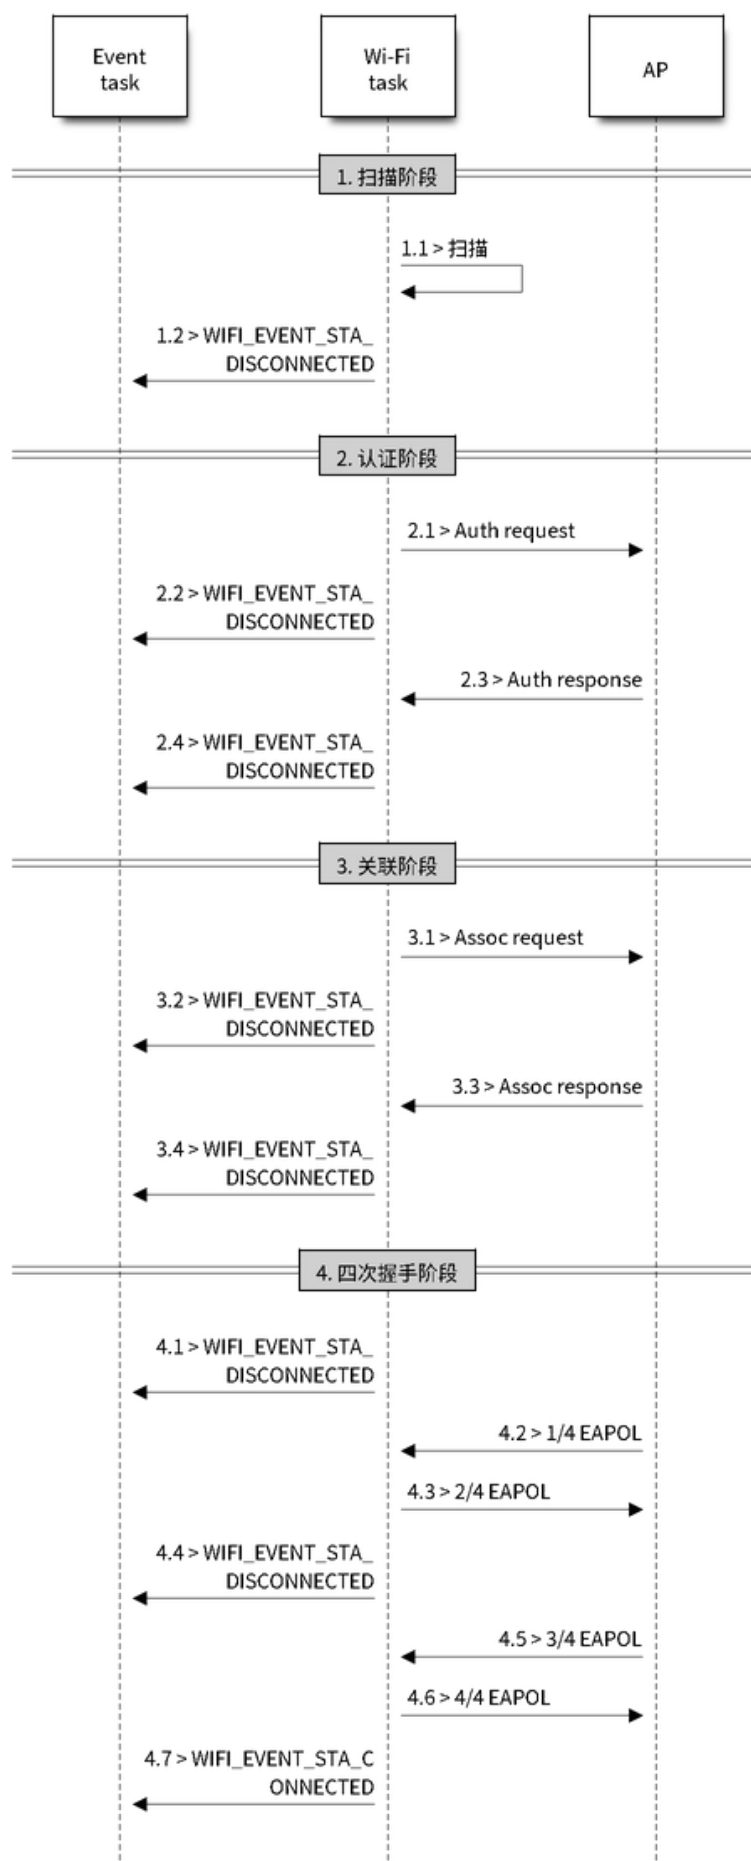 Event
task
Wi-Fi
task
AP
1. 扫描阶段
1.1 > 扫描
1.2 > WIFI_EVENT_STA_
DISCONNECTED
2. 认证阶段
2.1 > Auth request
2.2 > WIFI_EVENT_STA_
DISCONNECTED
2.3 > Auth response
2.4 > WIFI_EVENT_STA_
DISCONNECTED
3. 关联阶段
3.1 > Assoc request
3.2 > WIFI_EVENT_STA_
DISCONNECTED
3.3 > Assoc response
3.4 > WIFI_EVENT_STA_
DISCONNECTED
4. 四次握手阶段
4.1 > WIFI_EVENT_STA_
DISCONNECTED
4.2 > 1/4 EAPOL
4.3 > 2/4 EAPOL
4.4 > WIFI_EVENT_STA_
DISCONNECTED
4.5 > 3/4 EAPOL
4.6 > 4/4 EAPOL
4.7 > WIFI_EVENT_STA_C
ONNECTED